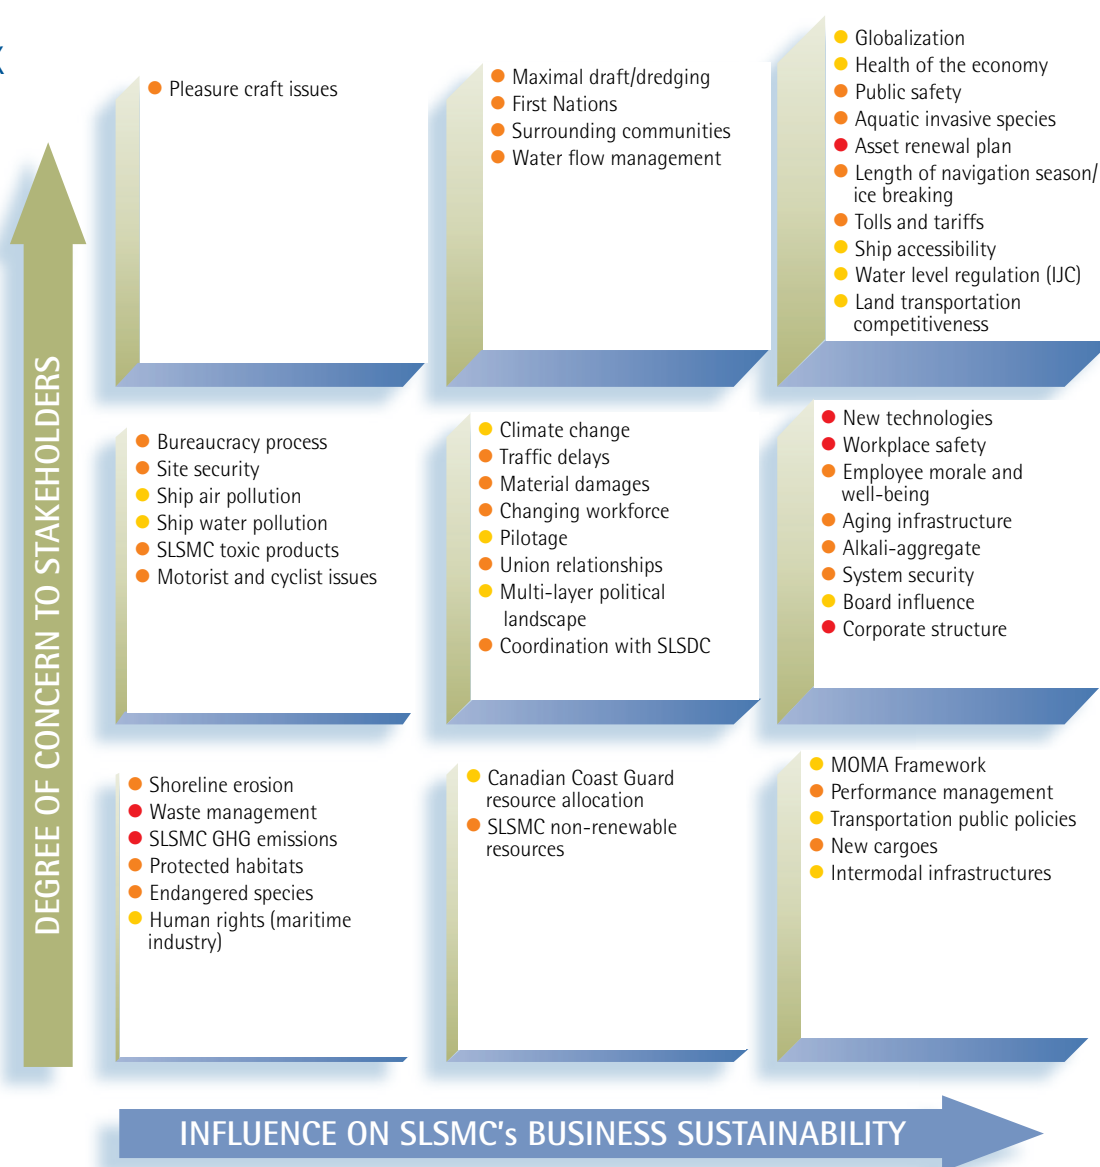 Pleasure craft issues
Maximal draft/dredging
First Nations
Surrounding communities
Water flow management
Globalization
Health of the economy
Public safety
Aquatic invasive species
Asset renewal plan
Length of navigation season/
ice breaking
Tolls and tariffs
Ship accessibility
Water level regulation (IJC)
Land transportation
competitiveness
DEGREE OF CONCERN TO STAKEHOLDERS
Bureaucracy process
Site security
Ship air pollution
Ship water pollution
SLSMC toxic products
Motorist and cyclist issues
Climate change
Traffic delays
Material damages
Changing workforce
Pilotage
Union relationships
Multi-layer political
landscape
Coordination with SLSDC
New technologies
Workplace safety
Employee morale and
well-being
Aging infrastructure
Alkali-aggregate
System security
Board influence
Corporate structure
Shoreline erosion
Waste management
SLSMC GHG emissions
Protected habitats
Endangered species
Human rights (maritime
industry)
Canadian Coast Guard
resource allocation
SLSMC non-renewable
resources
MOMA Framework
Performance management
Transportation public policies
New cargoes
Intermodal infrastructures
INFLUENCE ON SLSMC's BUSINESS SUSTAINABILITY